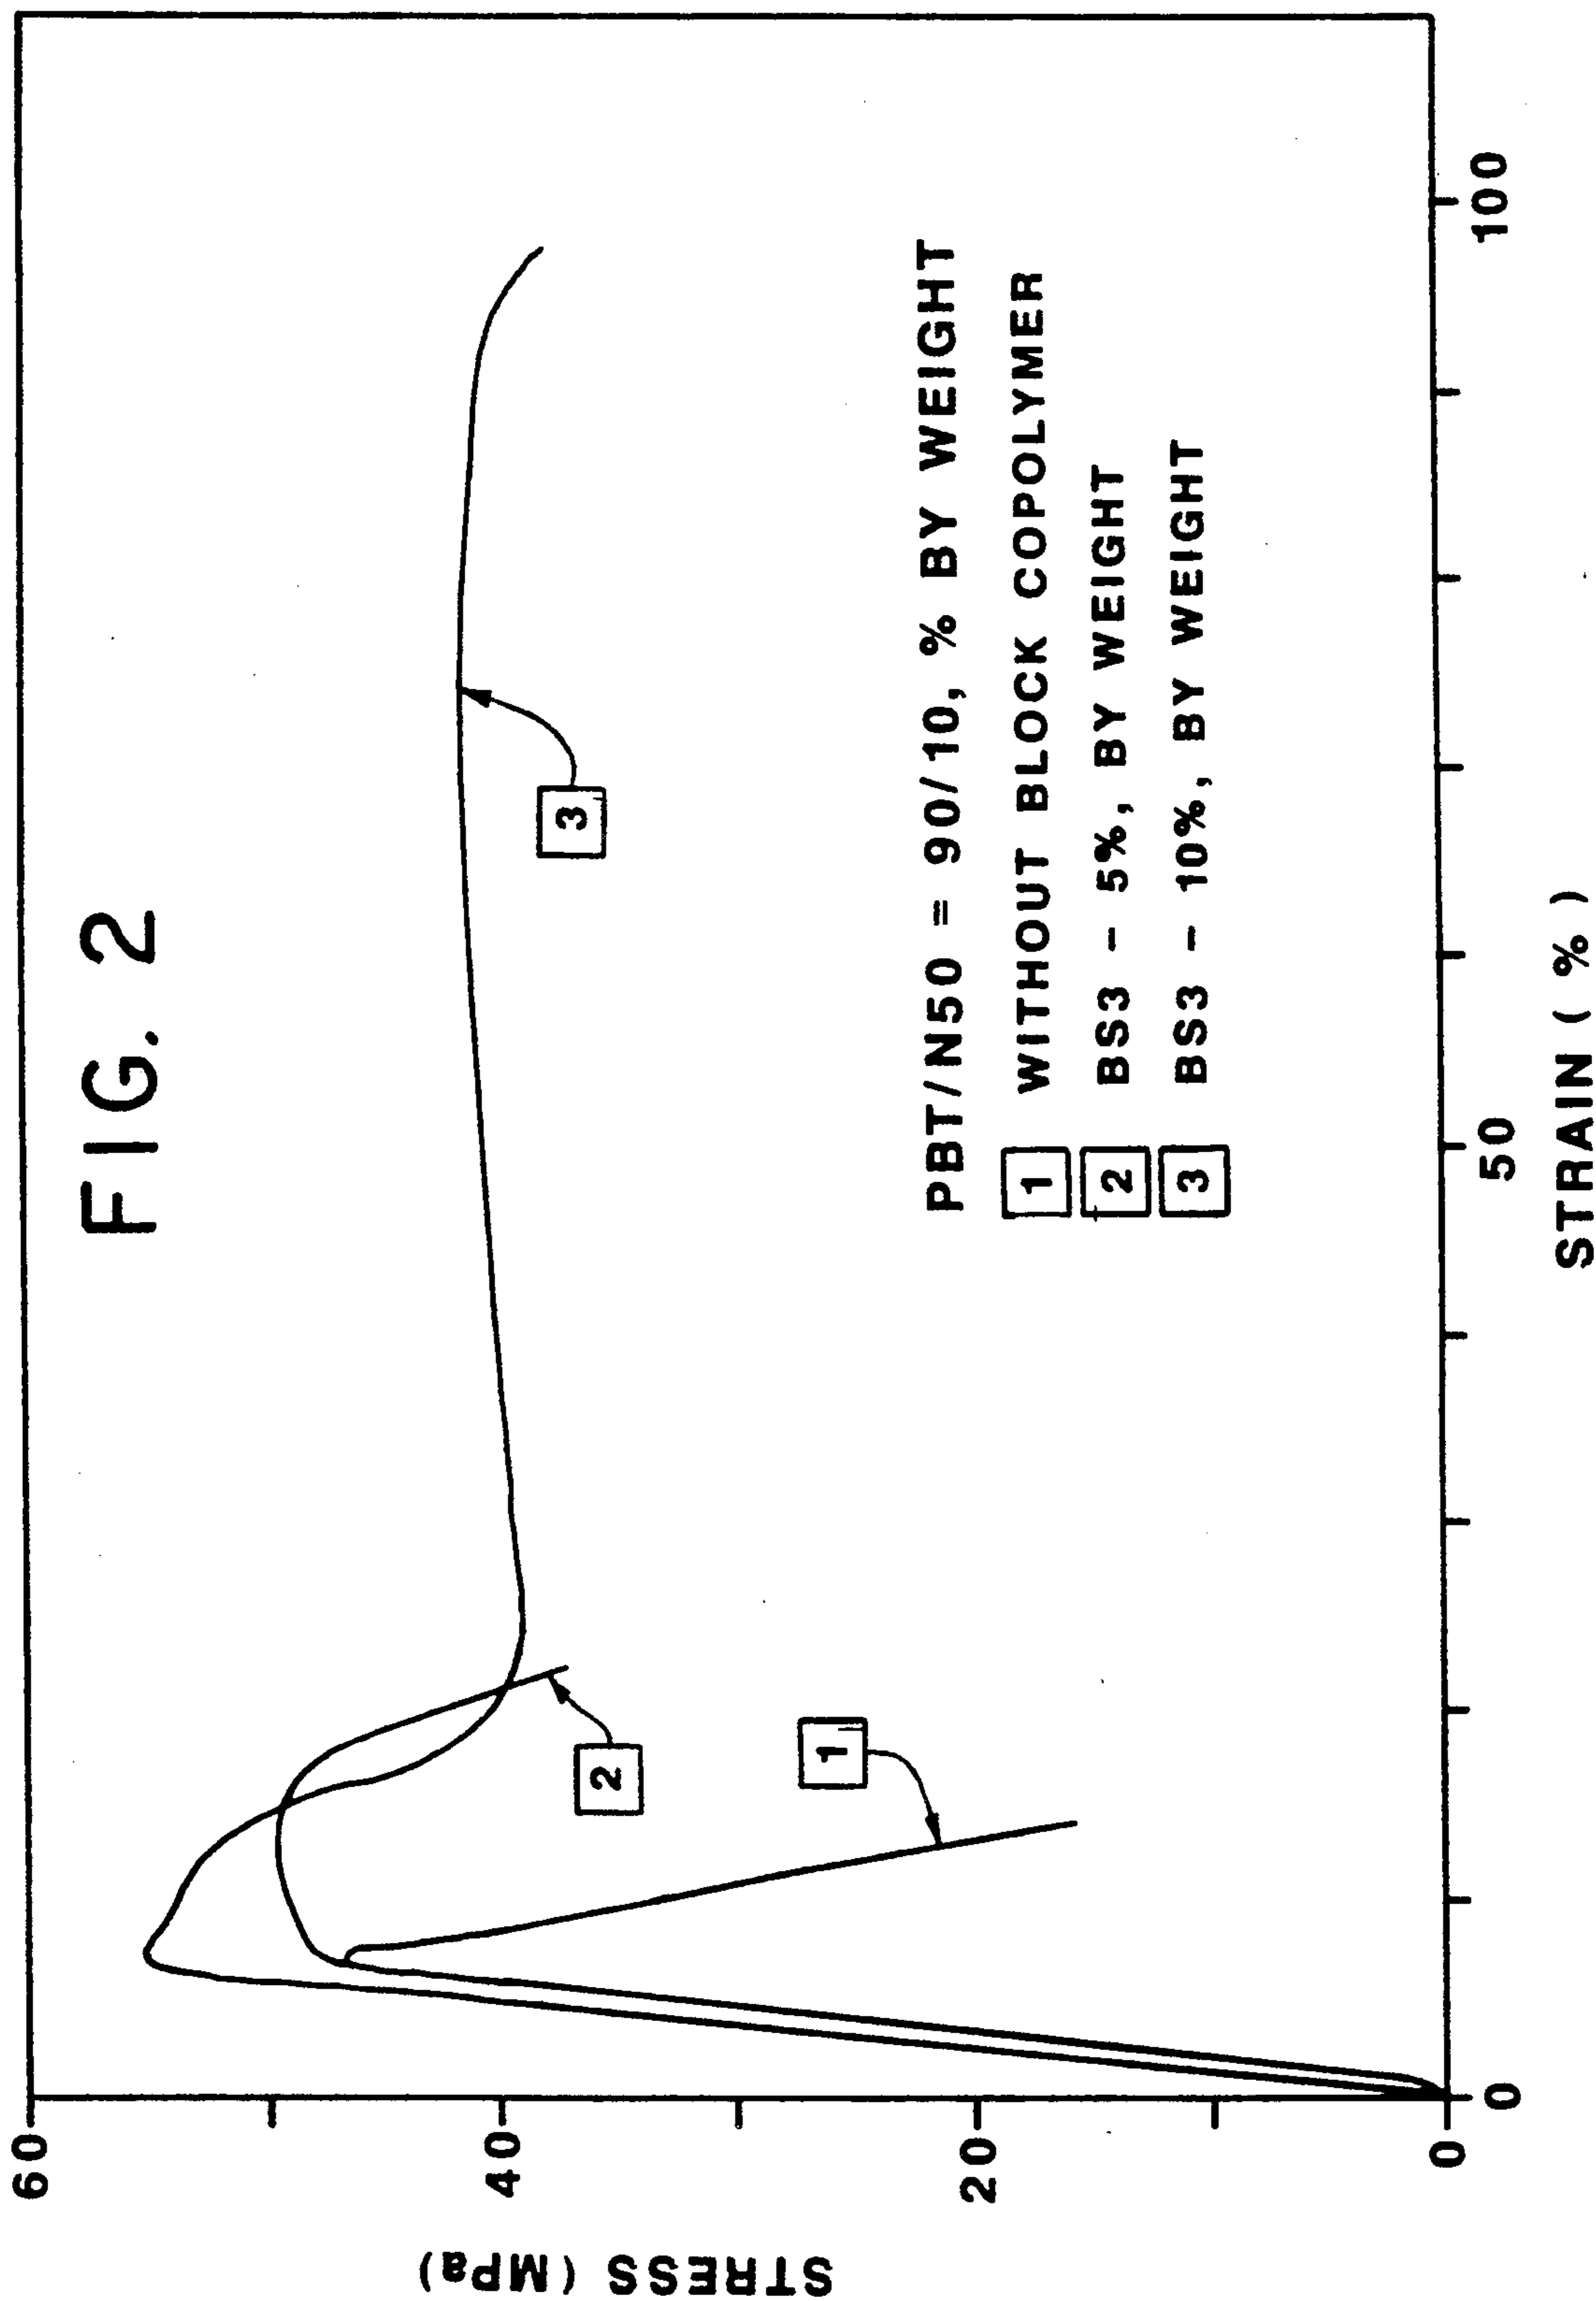 FIG. 2
STRESS (MPa)
60
40
20
0
3
2
1
PBT/N50 = 90/10, % BY WEIGHT
1 WITHOUT BLOCK COPOLYMER
2 BS3 - 5%, BY WEIGHT
3 BS3 - 10%, BY WEIGHT
0
50
100
STRAIN ( % )